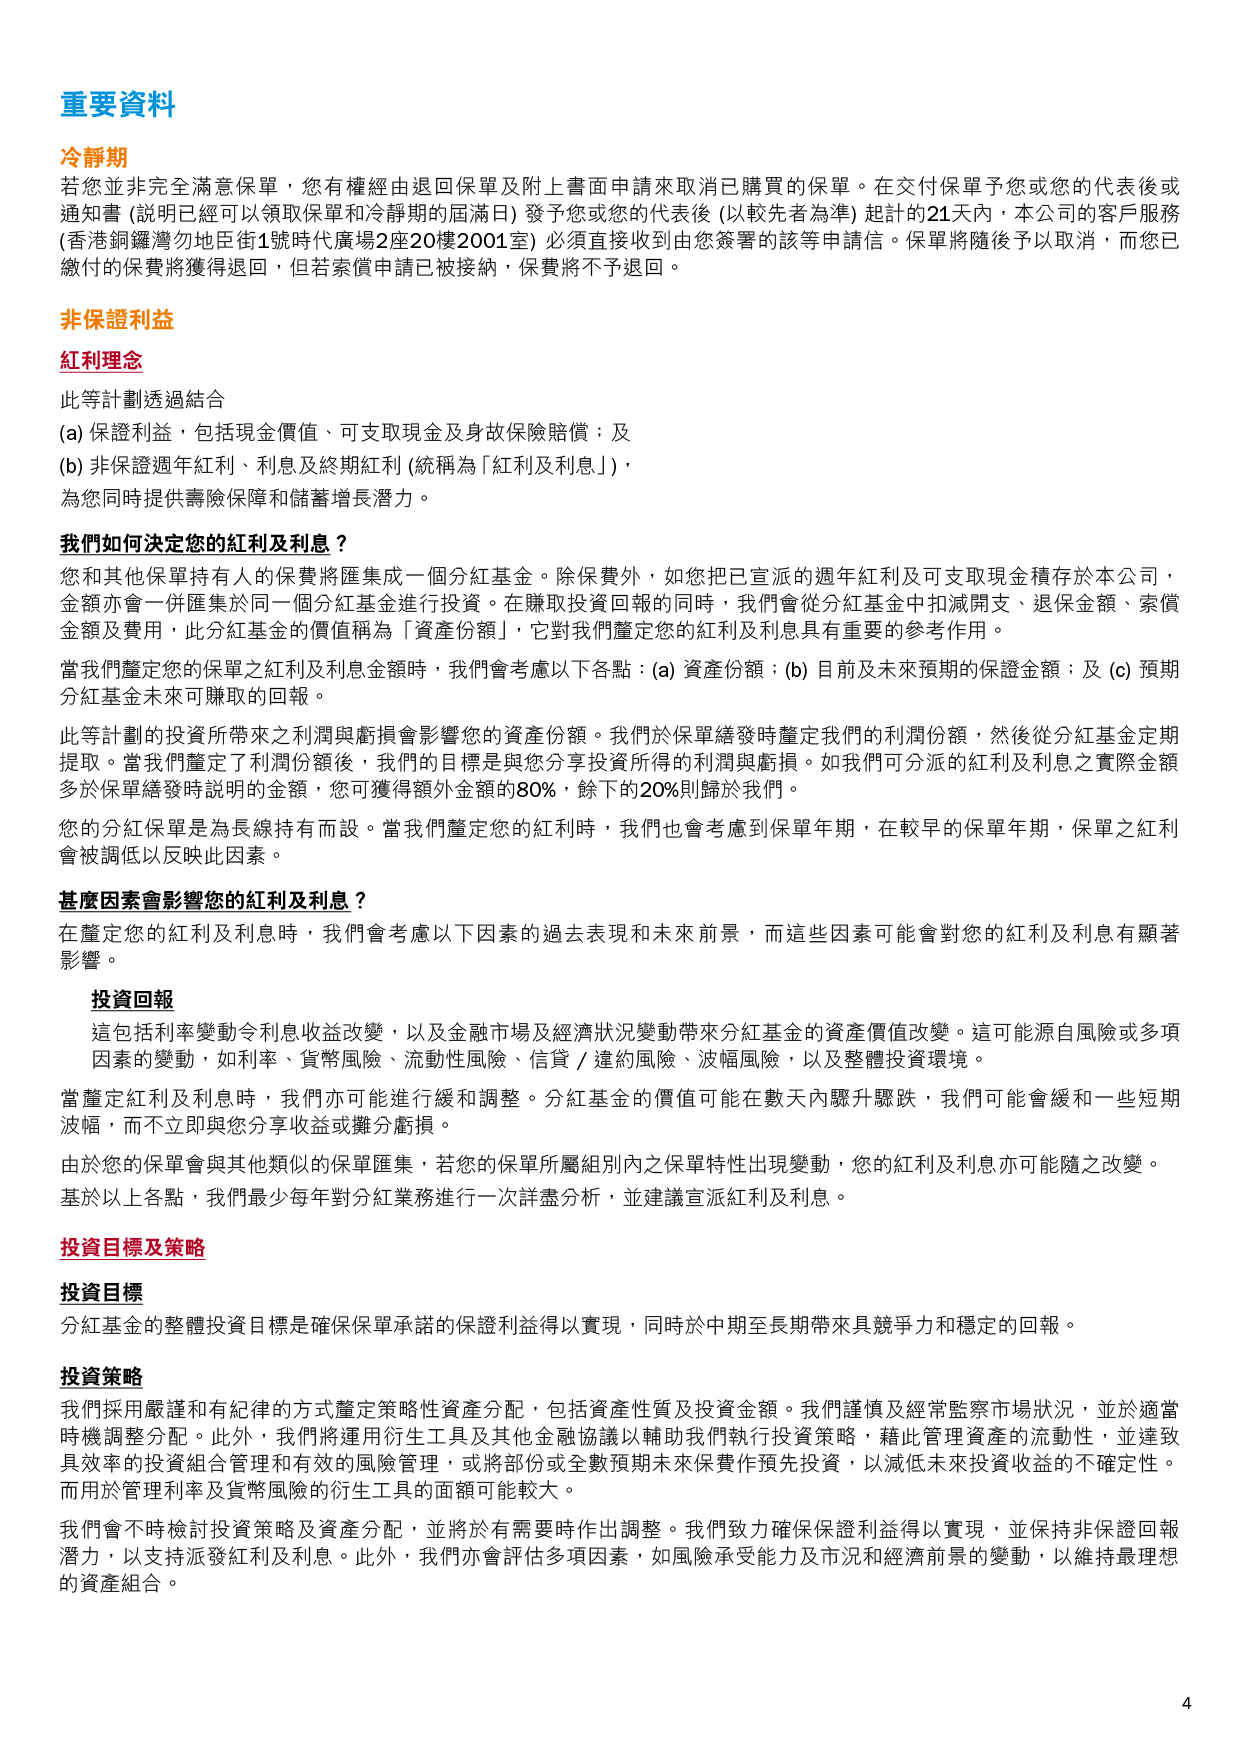 重要資料
冷靜期
若您並非完全滿意保單，您有權經由退回保單及附上書面申請來取消已購買的保單。在交付保單予您或您的代表後或
通知書 (説明已經可以領取保單和冷靜期的屆滿日) 發予您或您的代表後 (以較先者為準) 起計的21天內，本公司的客戶服務
(香港銅鑼灣勿地臣街1號時代廣場2座20樓2001室) 必須直接收到由您簽署的該等申請信。保單將隨後予以取消，而您已
繳付的保費將獲得退回，但若索償申請已被接納，保費將不予退回。
非保證利益
紅利理念
此等計劃透過結合
(a) 保證利益，包括現金價值、可支取現金及身故保險賠償；及
(b) 非保證週年紅利、利息及終期紅利 (統稱為「紅利及利息」)，
為您同時提供壽險保障和儲蓄增長潛力。
我們如何決定您的紅利及利息？
您和其他保單持有人的保費將匯集成一個分紅基金。除保費外，如您把已宣派的週年紅利及可支取現金積存於本公司，
金額亦會一併匯集於同一個分紅基金進行投資。在賺取投資回報的同時，我們會從分紅基金中扣減開支、退保金額、索償
金額及費用，此分紅基金的價值稱為「資產份額」，它對我們釐定您的紅利及利息具有重要的參考作用。
當我們釐定您的保單之紅利及利息金額時，我們會考慮以下各點：(a) 資產份額；(b) 目前及未來預期的保證金額；及 (c) 預期
分紅基金未來可賺取的回報。
此等計劃的投資所帶來之利潤與虧損會影響您的資產份額。我們於保單繕發時釐定我們的利潤份額，然後從分紅基金定期
提取。當我們釐定了利潤份額後，我們的目標是與您分享投資所得的利潤與虧損。如我們可分派的紅利及利息之實際金額
多於保單繕發時説明的金額，您可獲得額外金額的80%，餘下的20%則歸於我們。
您的分紅保單是為長線持有而設。當我們釐定您的紅利時，我們也會考慮到保單年期，在較早的保單年期，保單之紅利
會被調低以反映此因素。
甚麼因素會影響您的紅利及利息？
在釐定您的紅利及利息時，我們會考慮以下因素的過去表現和未來前景，而這些因素可能會對您的紅利及利息有顯著
影響。
投資回報
這包括利率變動令利息收益改變，以及金融市場及經濟狀況變動帶來分紅基金的資產價值改變。這可能源自風險或多項
因素的變動，如利率、貨幣風險、流動性風險、信貸 / 違約風險、波幅風險，以及整體投資環境。
當釐定紅利及利息時，我們亦可能進行緩和調整。分紅基金的價值可能在數天內驟升驟跌，我們可能會緩和一些短期
波幅，而不立即與您分享收益或攤分虧損。
由於您的保單會與其他類似的保單匯集，若您的保單所屬組別內之保單特性出現變動，您的紅利及利息亦可能隨之改變。
基於以上各點，我們最少每年對分紅業務進行一次詳盡分析，並建議宣派紅利及利息。
投資目標及策略
投資目標
分紅基金的整體投資目標是確保保單承諾的保證利益得以實現，同時於中期至長期帶來具競爭力和穩定的回報。
投資策略
我們採用嚴謹和有紀律的方式釐定策略性資產分配，包括資產性質及投資金額。我們謹慎及經常監察市場狀況，並於適當
時機調整分配。此外，我們將運用衍生工具及其他金融協議以輔助我們執行投資策略，藉此管理資產的流動性，並達致
具效率的投資組合管理和有效的風險管理，或將部份或全數預期未來保費作預先投資，以減低未來投資收益的不確定性。
而用於管理利率及貨幣風險的衍生工具的面額可能較大。
我們會不時檢討投資策略及資產分配，並將於有需要時作出調整。我們致力確保保證利益得以實現，並保持非保證回報
潛力，以支持派發紅利及利息。此外，我們亦會評估多項因素，如風險承受能力及市況和經濟前景的變動，以維持最理想
的資產組合。
4